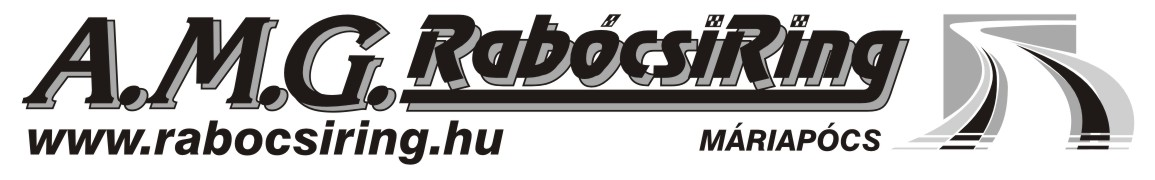 A.M.G. RabócsiRing
www.rabocsiring.hu MÁRIAPÓCS